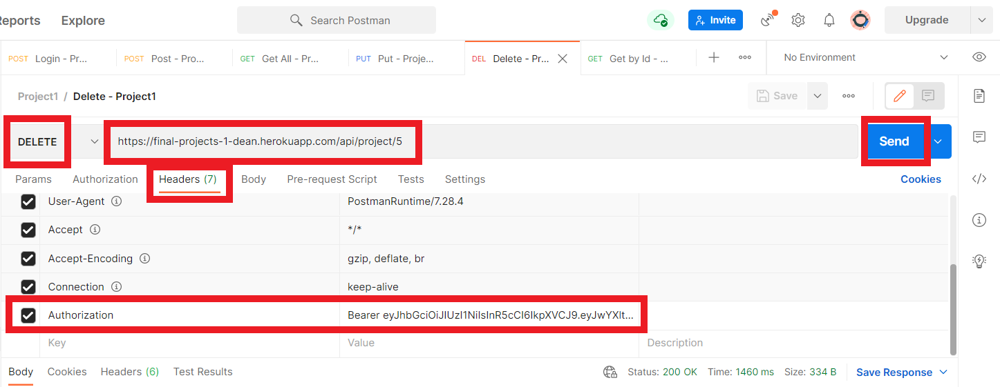 Reports Explore Search Postman Invite Upgrade
POST Login - Pr... POST Post - Pro... GET Get All - Pr... PUT Put - Proje... DEL Delete - Pr... GET Get by Id - ... No Environment
Project1 / Delete - Project1 Save
DELETE https://final-projects-1-dean.herokuapp.com/api/project/5 Send
Params Authorization Headers (7) Body Pre-request Script Tests Settings Cookies
User-Agent PostmanRuntime/7.28.4
Accept */*
Accept-Encoding gzip, deflate, br
Connection keep-alive
Authorization Bearer eyJhbGciOiJIUzI1NiIsInR5cCI6IkpXVCJ9.eyJwYXlt...
Key Value Description
Body Cookies Headers (6) Test Results Status: 200 OK Time: 1460 ms Size: 334 B Save Response